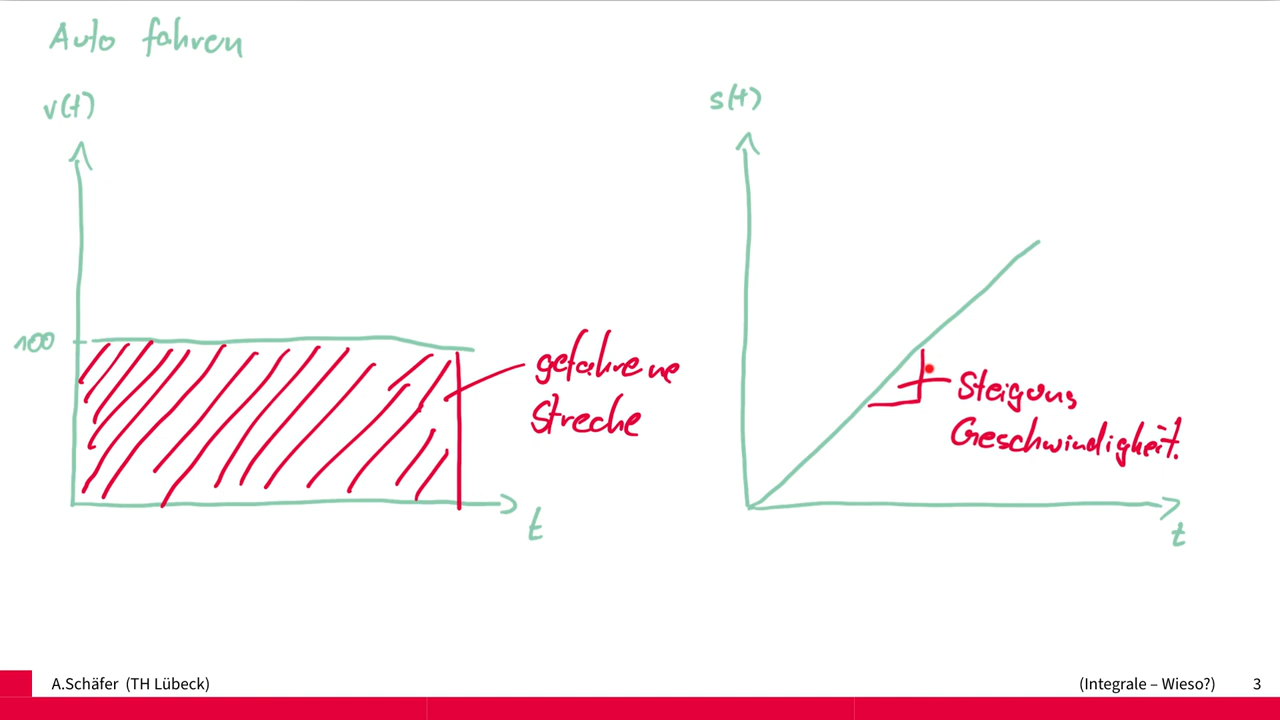 Auto fahren
v(t)
100
t
gefahrene
Strecke
s(t)
Steigung
Geschwindigkeit.
t
A.Schäfer (TH Lübeck)
(Integrale – Wieso?)
3